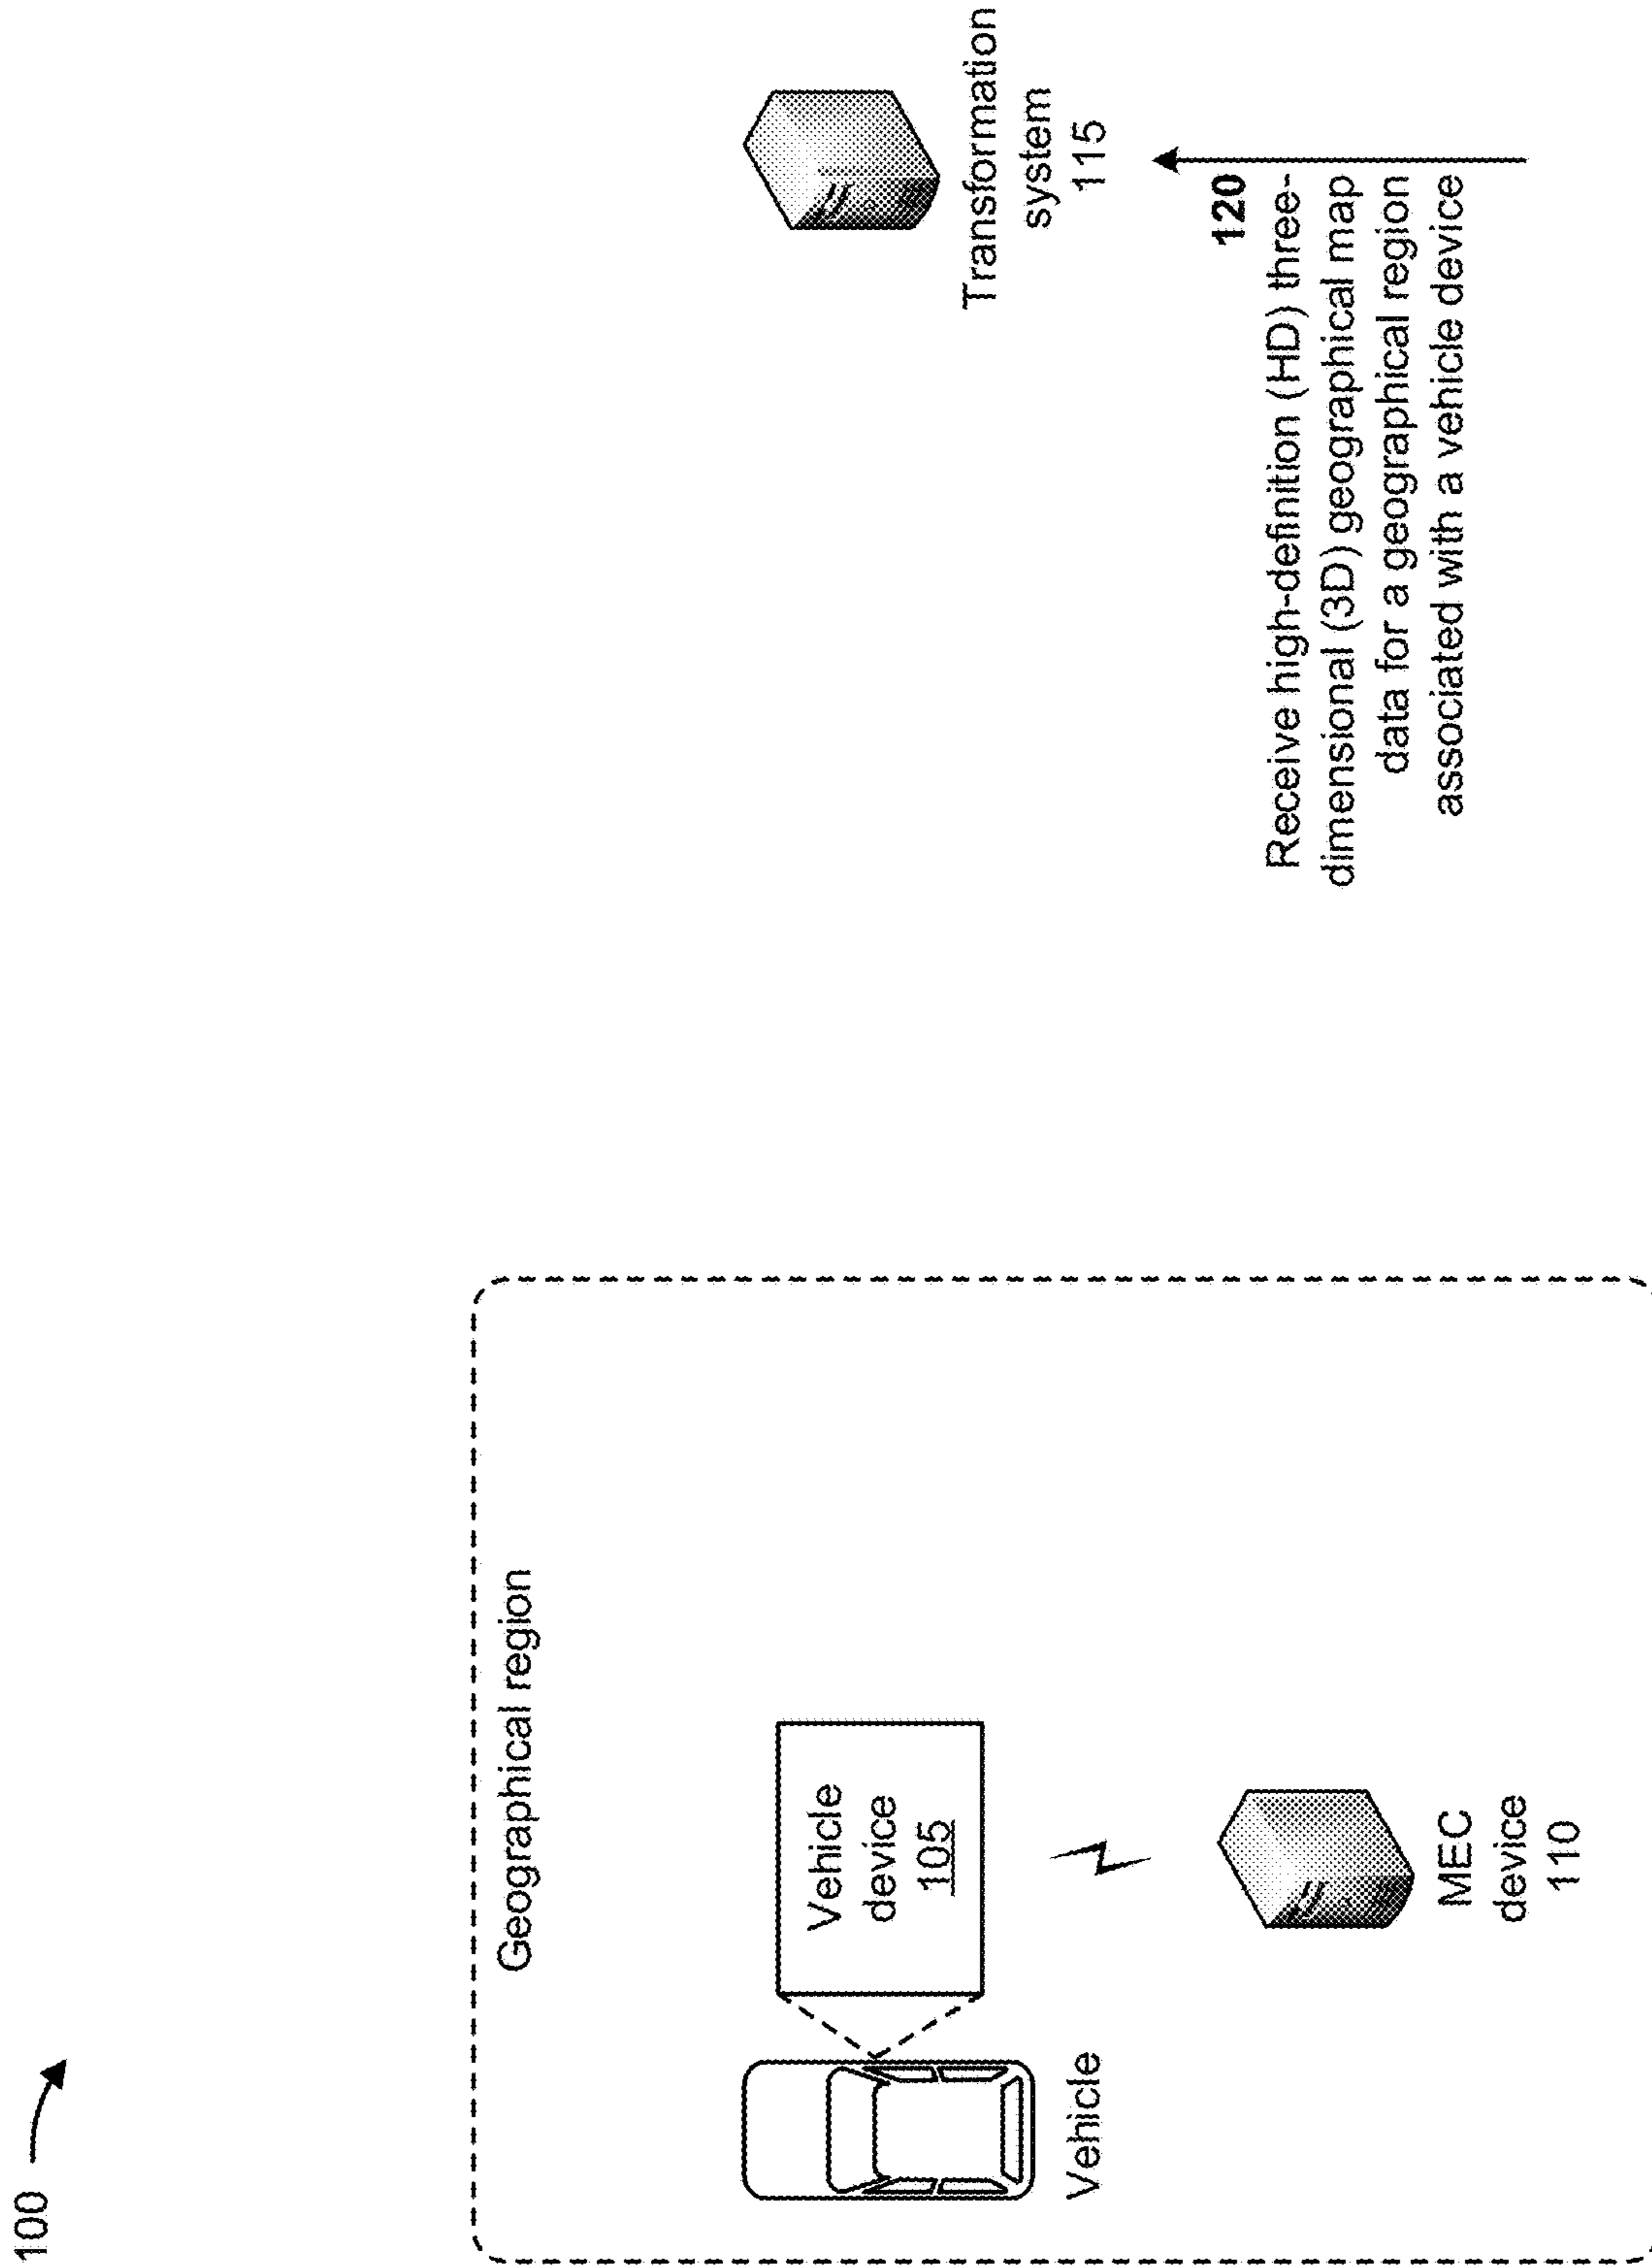 100
Geographical region
Vehicle
device
105
Vehicle
MEC
device
110
Transformation
system
115
120
Receive high-definition (HD) three-
dimensional (3D) geographical map
data for a geographical region
associated with a vehicle device